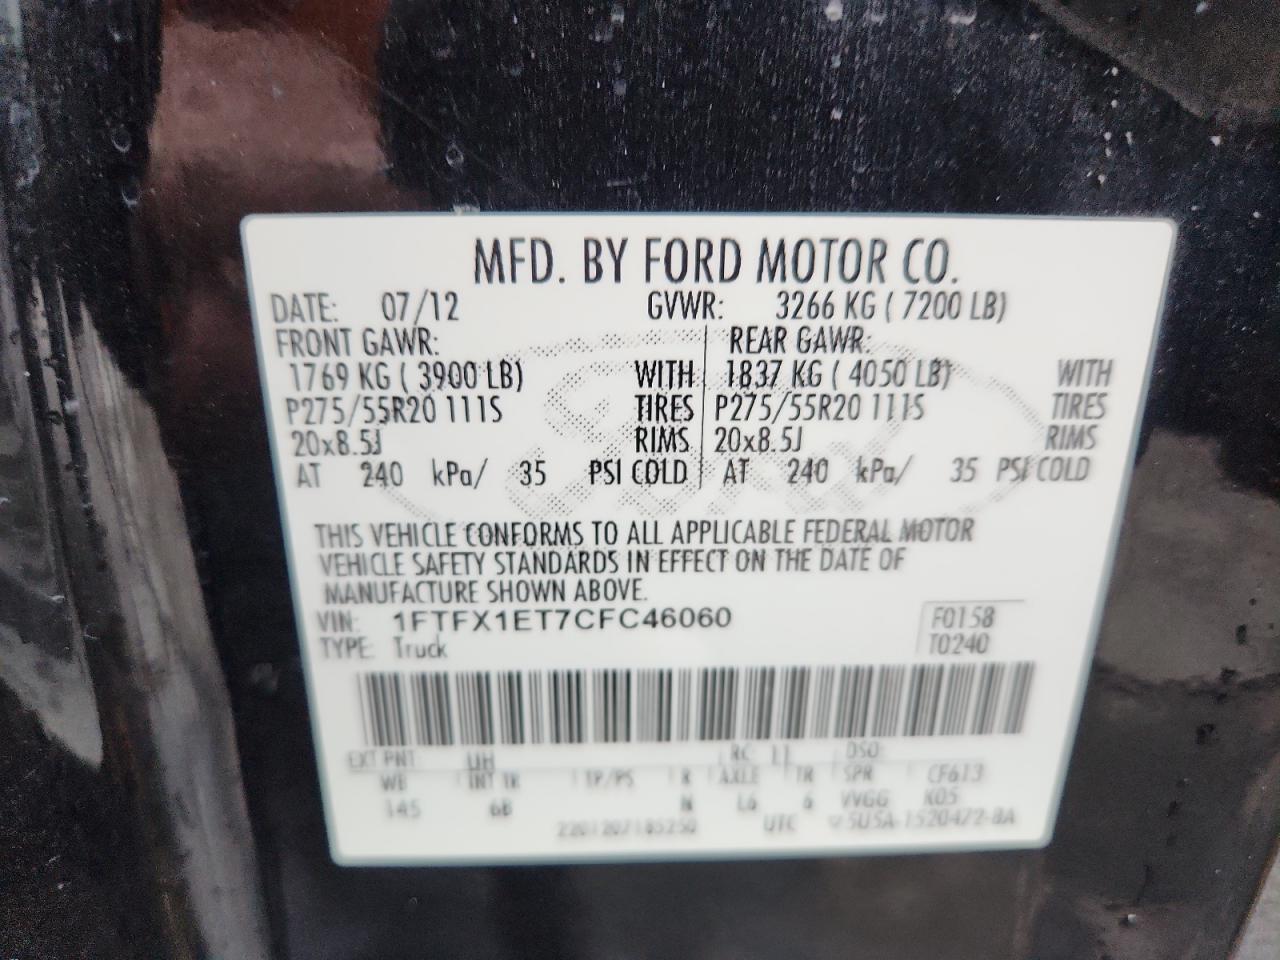 MFD. BY FORD MOTOR CO.
DATE: 07/12 GVWR: 3266 KG ( 7200 LB)
FRONT GAWR: REAR GAWR:
1769 KG ( 3900 LB) WITH 1837 KG ( 4050 LB) WITH
P275/55R20 111S TIRES P275/55R20 111S TIRES
20x8.5J RIMS 20x8.5J RIMS
AT 240 kPa/ 35 PSI COLD AT 240 kPa/ 35 PSI COLD
THIS VEHICLE CONFORMS TO ALL APPLICABLE FEDERAL MOTOR
VEHICLE SAFETY STANDARDS IN EFFECT ON THE DATE OF
MANUFACTURE SHOWN ABOVE.
VIN: 1FTFX1ET7CFC46060 F0158
TYPE: Truck T0240
EXT PNT: UH RC: 11 DSO:
WB INT TR TP/PS R AXLE TR SPR CF613
145 6B N L6 6 VVGG K05
2201207185250 UTC 5U5A-1520472-BA